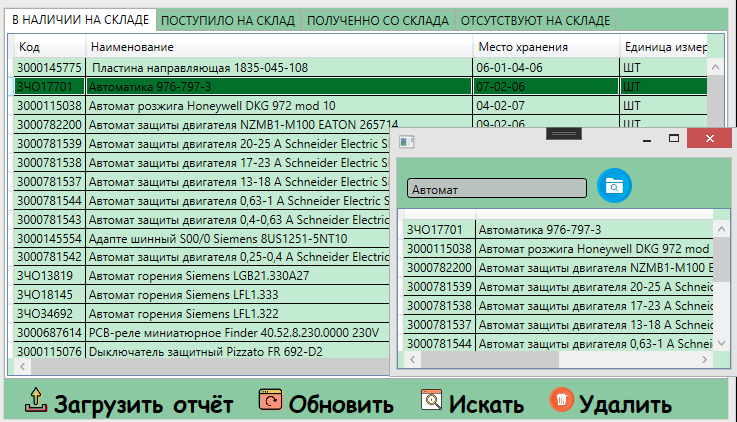 В НАЛИЧИИ НА СКЛАДЕ ПОСТУПИЛО НА СКЛАД ПОЛУЧЕННО СО СКЛАДА ОТСУТСТВУЮТ НА СКЛАДЕ
Код Наименование Место хранения Единица измер
3000145775 Пластина направляющая 1835-045-108 06-01-04-06 ШТ
ЗЧО17701 Автоматика 976-797-3 07-02-06 ШТ
3000115038 Автомат розжига Honeywell DKG 972 mod 10 04-02-07 ШТ
3000782200 Автомат защиты двигателя NZMB1-M100 EATON 265714 09-02-06 ШТ
3000781539 Автомат защиты двигателя 20-25 A Schneider Electric
3000781538 Автомат защиты двигателя 17-23 A Schneider Electric
3000781537 Автомат защиты двигателя 13-18 A Schneider Electric
3000781544 Автомат защиты двигателя 0,63-1 A Schneider Electric
3000781543 Автомат защиты двигателя 0,4-0,63 A Schneider Electric
3000145554 Адапте шинный S00/0 Siemens 8US1251-5NT10
3000781542 Автомат защиты двигателя 0,25-0,4 A Schneider Electric
ЗЧО13819 Автомат горения Siemens LGB21.330A27
ЗЧО18145 Автомат горения Siemens LFL1.333
ЗЧО34692 Автомат горения Siemens LFL1.322
3000687614 РСВ-реле миниатюрное Finder 40.52.8.230.0000 230V
3000115076 Dыключатель защитный Pizzato FR 692-D2
Автомат
ЗЧО17701 Автоматика 976-797-3
3000115038 Автомат розжига Honeywell DKG 972 mod
3000782200 Автомат защиты двигателя NZMB1-M100 E
3000781539 Автомат защиты двигателя 20-25 A Schneid
3000781538 Автомат защиты двигателя 17-23 A Schneid
3000781537 Автомат защиты двигателя 13-18 A Schneid
3000781544 Автомат защиты двигателя 0,63-1 A Schneid
Загрузить отчёт Обновить Искать Удалить